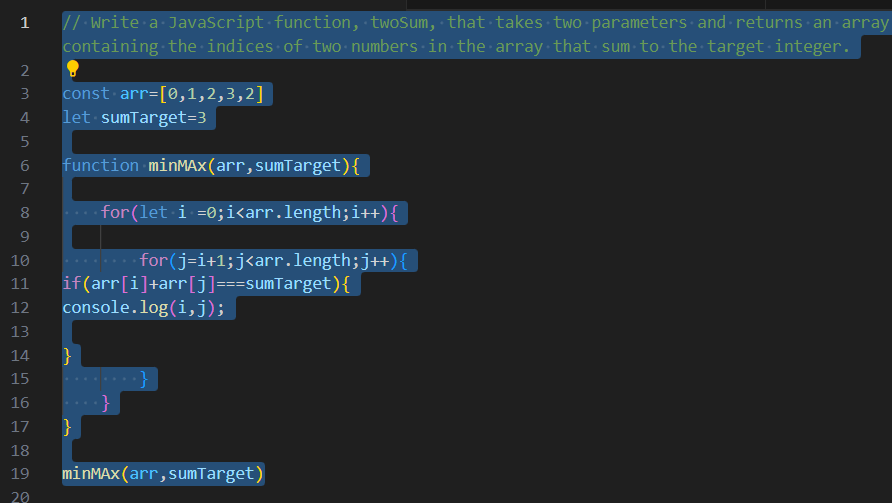 1 // Write a JavaScript function, twoSum, that takes two parameters and returns an array
containing the indices of two numbers in the array that sum to the target integer.
2
3 const arr=[0,1,2,3,2]
4 let sumTarget=3
5
6 function minMAx(arr,sumTarget){
7
8     for(let i =0;i<arr.length;i++){
9
10         for(j=i+1;j<arr.length;j++){
11 if(arr[i]+arr[j]===sumTarget){
12 console.log(i,j);
13
14 }
15         }
16     }
17 }
18
19 minMAx(arr,sumTarget)
20